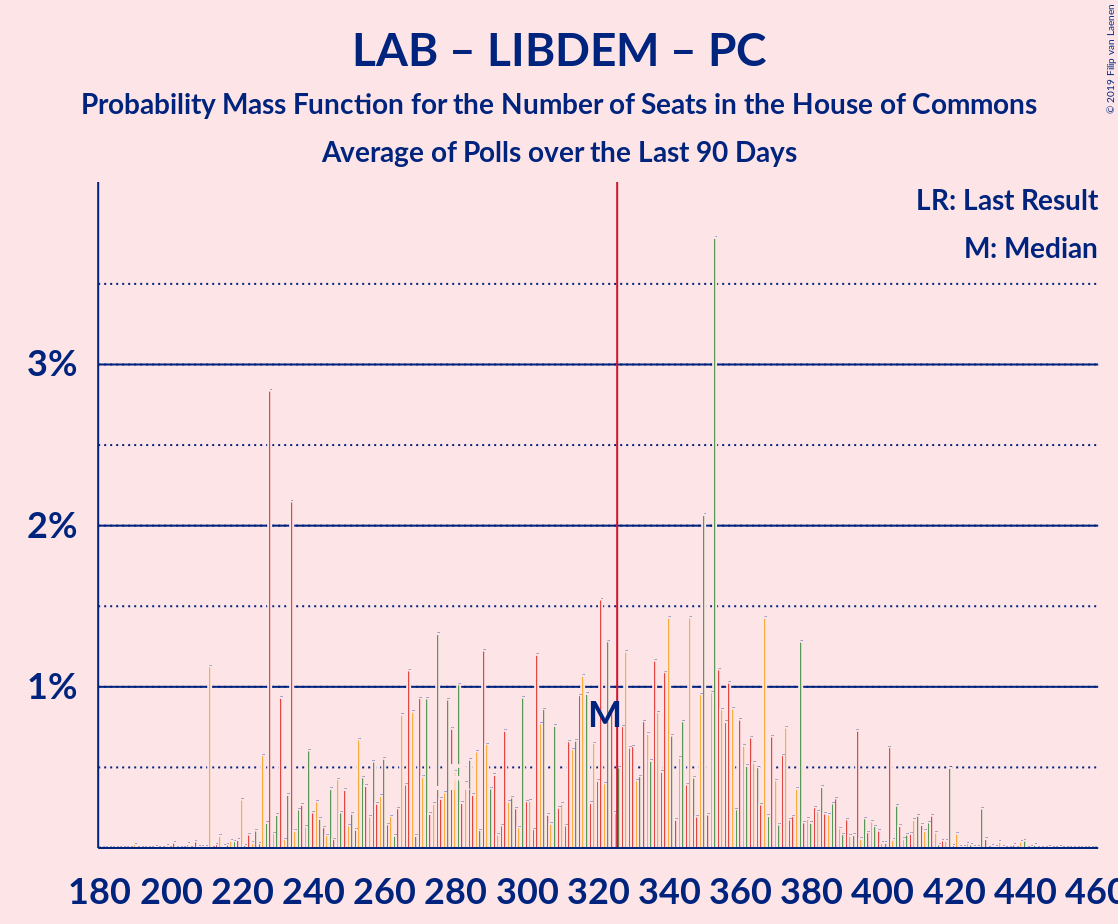 LAB – LIBDEM – PC
Probability Mass Function for the Number of Seats in the House of Commons
Average of Polls over the Last 90 Days
© 2019 Filip van Laenen
LR: Last Result
M: Median
3%
2%
1%
M
180 200 220 240 260 280 300 320 340 360 380 400 420 440 460